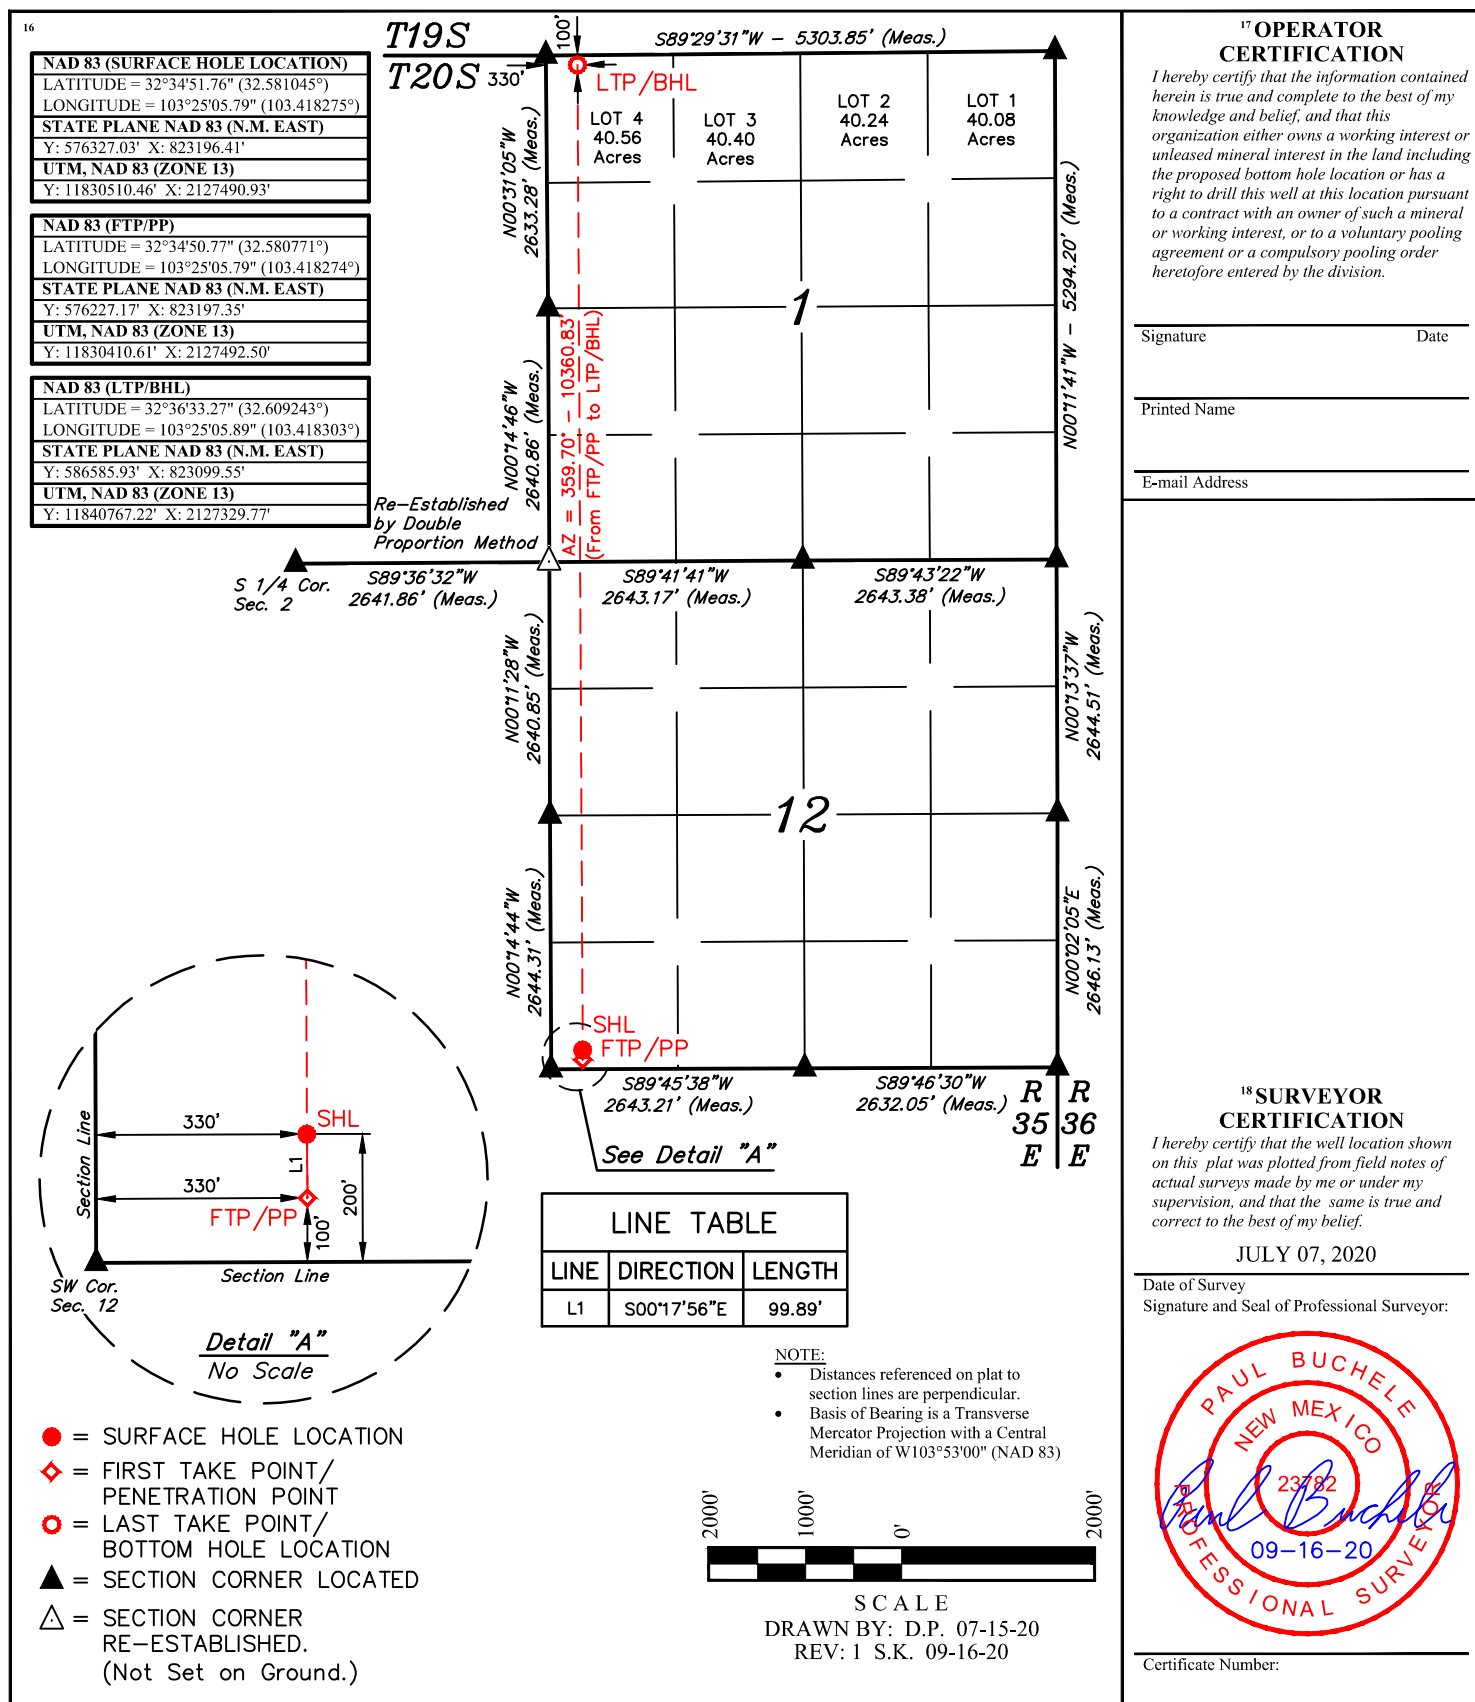 16
NAD 83 (SURFACE HOLE LOCATION)
LATITUDE = 32°34'51.76" (32.581045°)
LONGITUDE = 103°25'05.79" (103.418275°)
STATE PLANE NAD 83 (N.M. EAST)
Y: 576327.03' X: 823196.41'
UTM, NAD 83 (ZONE 13)
Y: 11830510.46' X: 2127490.93'
NAD 83 (FTP/PP)
LATITUDE = 32°34'50.77" (32.580771°)
LONGITUDE = 103°25'05.79" (103.418274°)
STATE PLANE NAD 83 (N.M. EAST)
Y: 576227.17' X: 823197.35'
UTM, NAD 83 (ZONE 13)
Y: 11830410.61' X: 2127492.50'
NAD 83 (LTP/BHL)
LATITUDE = 32°36'33.27" (32.609243°)
LONGITUDE = 103°25'05.89" (103.418303°)
STATE PLANE NAD 83 (N.M. EAST)
Y: 586585.93' X: 823099.55'
UTM, NAD 83 (ZONE 13)
Y: 11840767.22' X: 2127329.77'
T19S
T20S
100'
330'
S89°29'31"W – 5303.85' (Meas.)
LTP/BHL
LOT 4
40.56
Acres
LOT 3
40.40
Acres
LOT 2
40.24
Acres
LOT 1
40.08
Acres
N00°31'05"W
2633.28' (Meas.)
N00°14'46"W
2640.86' (Meas.)
N00°11'41"W – 5294.20' (Meas.)
1
AZ = 359.70° – 10360.83'
(From FTP/PP to LTP/BHL)
Re–Established
by Double
Proportion Method
S 1/4 Cor.
Sec. 2
S89°36'32"W
2641.86' (Meas.)
S89°41'41"W
2643.17' (Meas.)
S89°43'22"W
2643.38' (Meas.)
N00°11'28"W
2640.85' (Meas.)
N00°13'37"W
2644.51' (Meas.)
12
N00°14'44"W
2644.31' (Meas.)
N00°02'05"E
2646.13' (Meas.)
SHL
FTP/PP
S89°45'38"W
2643.21' (Meas.)
S89°46'30"W
2632.05' (Meas.)
R R
35 36
E E
See Detail "A"
Section Line
330'
SHL
L1
330'
FTP/PP
100'
200'
Section Line
SW Cor.
Sec. 12
Detail "A"
No Scale
LINE TABLE
LINE DIRECTION LENGTH
L1 S00°17'56"E 99.89'
NOTE:
• Distances referenced on plat to
section lines are perpendicular.
• Basis of Bearing is a Transverse
Mercator Projection with a Central
Meridian of W103°53'00" (NAD 83)
= SURFACE HOLE LOCATION
= FIRST TAKE POINT/
PENETRATION POINT
= LAST TAKE POINT/
BOTTOM HOLE LOCATION
= SECTION CORNER LOCATED
= SECTION CORNER
RE–ESTABLISHED.
(Not Set on Ground.)
2000' 1000' 0' 2000'
SCALE
DRAWN BY: D.P. 07-15-20
REV: 1 S.K. 09-16-20
17 OPERATOR
CERTIFICATION
I hereby certify that the information contained
herein is true and complete to the best of my
knowledge and belief, and that this
organization either owns a working interest or
unleased mineral interest in the land including
the proposed bottom hole location or has a
right to drill this well at this location pursuant
to a contract with an owner of such a mineral
or working interest, or to a voluntary pooling
agreement or a compulsory pooling order
heretofore entered by the division.
Signature Date
Printed Name
E-mail Address
18 SURVEYOR
CERTIFICATION
I hereby certify that the well location shown
on this plat was plotted from field notes of
actual surveys made by me or under my
supervision, and that the same is true and
correct to the best of my belief.
JULY 07, 2020
Date of Survey
Signature and Seal of Professional Surveyor:
PAUL BUCHELE
NEW MEXICO
23782
Paul Buchele
09–16–20
PROFESSIONAL SURVEYOR
Certificate Number: